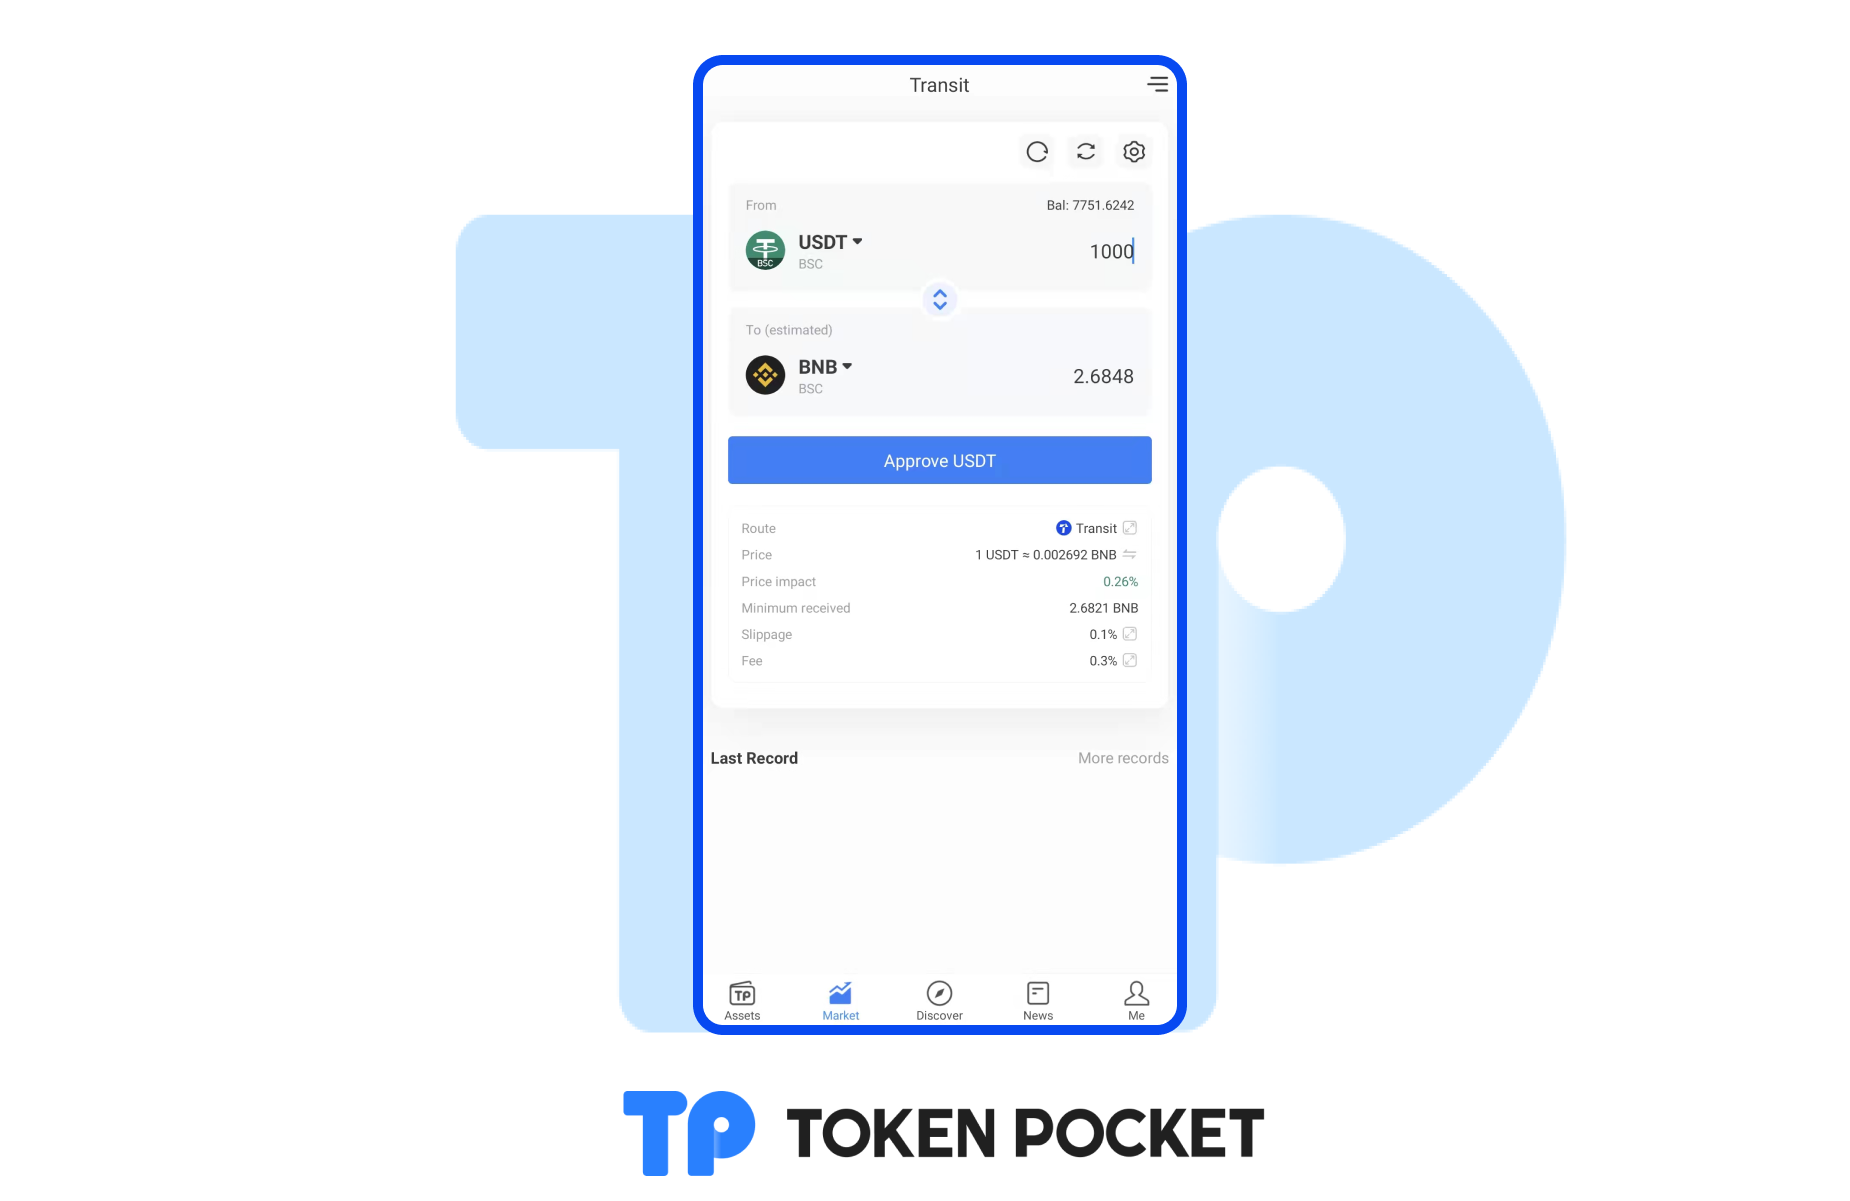 Transit
From
Bal: 7751.6242
USDT
1000
BSC
BSC
To (estimated)
BNB
2.6848
BSC
Approve USDT
Route
Transit
Price
1 USDT ≈ 0.002692 BNB
Price impact
0.26%
Minimum received
2.6821 BNB
Slippage
0.1%
Fee
0.3%
Last Record
More records
TP
Assets
Market
Discover
News
Me
TP TOKEN POCKET